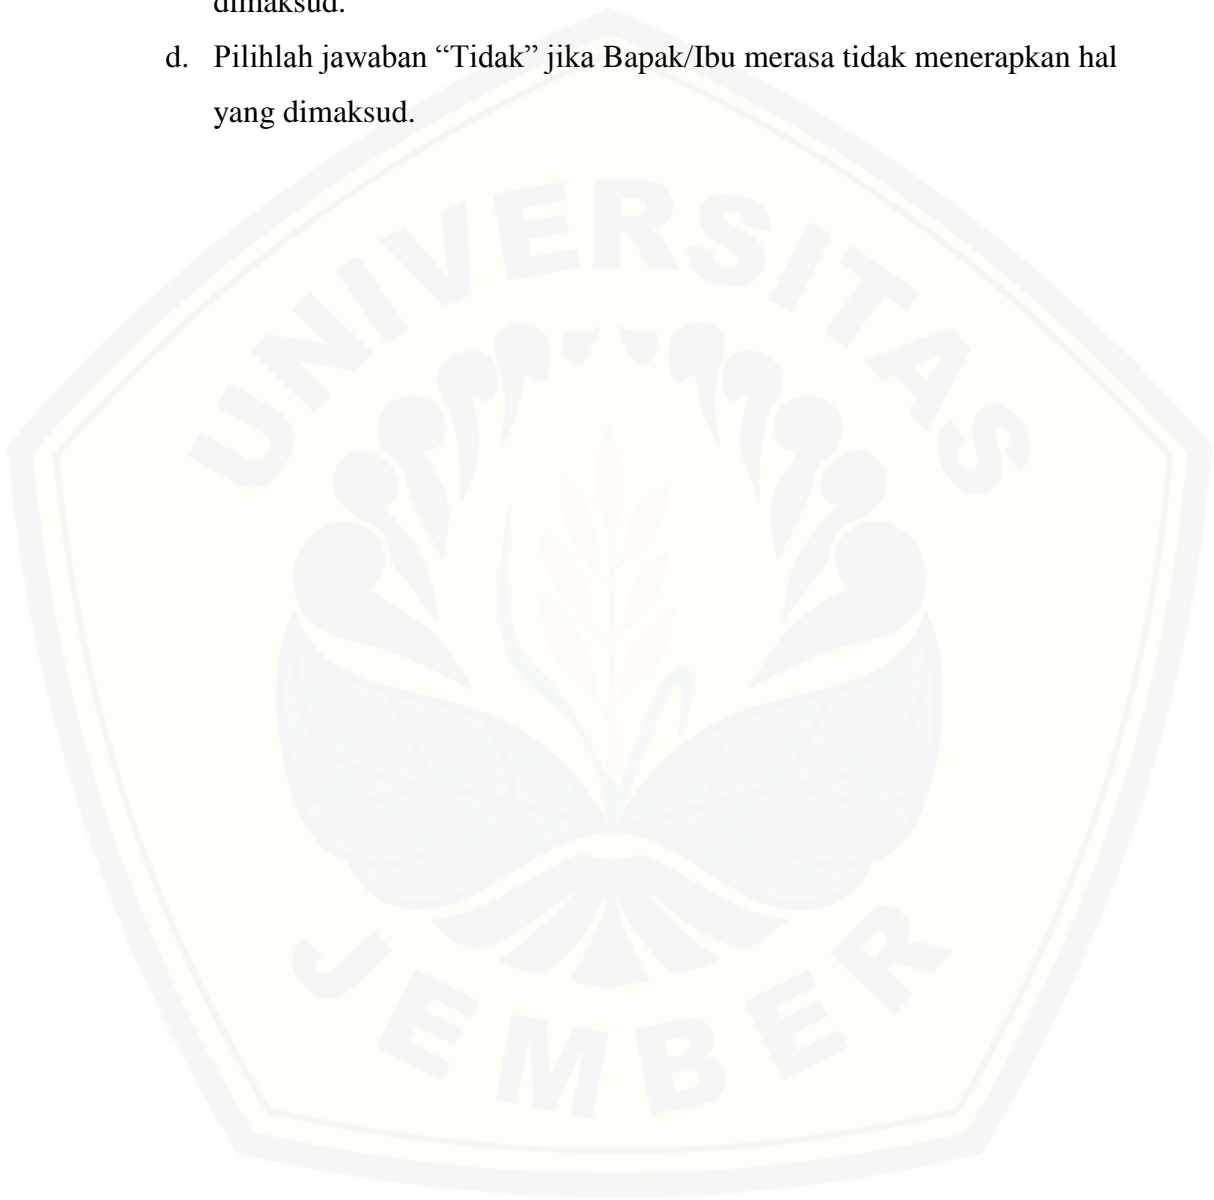 dimaksud.
d. Pilihlah jawaban “Tidak” jika Bapak/Ibu merasa tidak menerapkan hal
yang dimaksud.
UNIVERSITAS
JEMBER